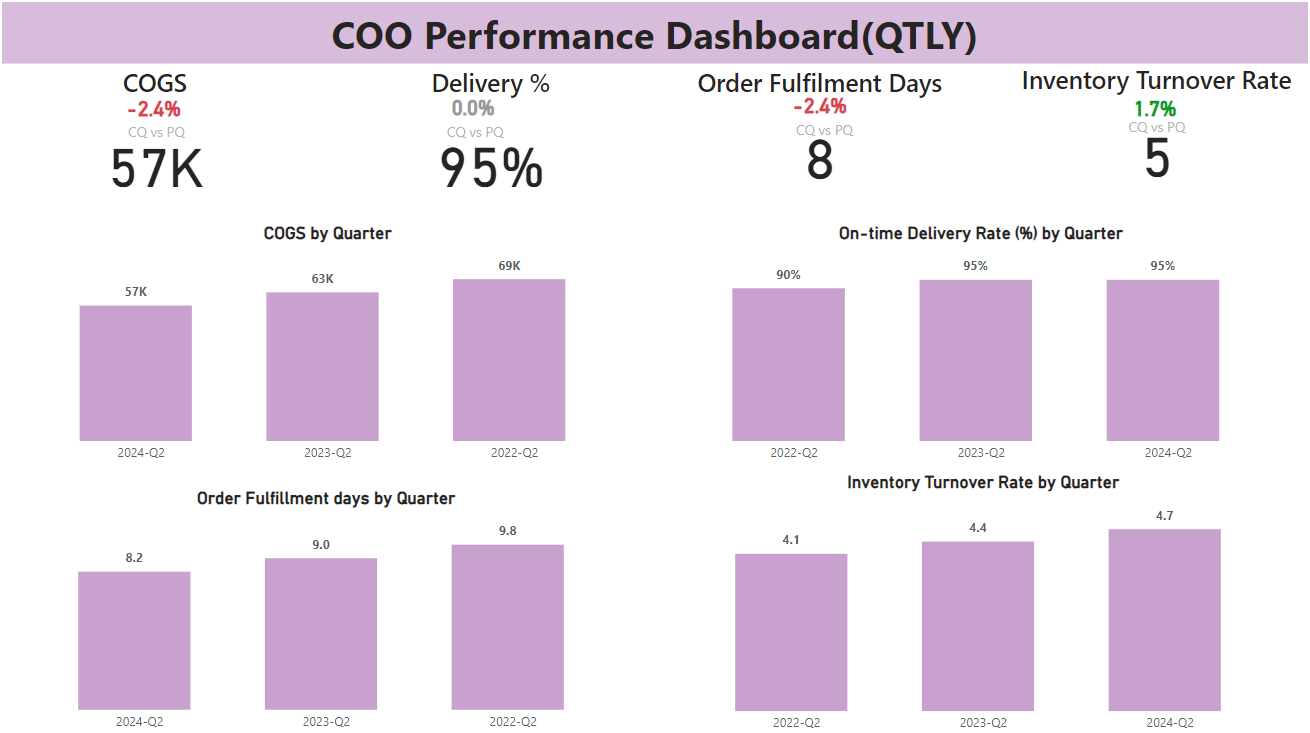 COO Performance Dashboard(QTLY)
COGS
-2.4%
CQ vs PQ
57K
Delivery %
0.0%
CQ vs PQ
95%
Order Fulfilment Days
-2.4%
CQ vs PQ
8
Inventory Turnover Rate
1.7%
CQ vs PQ
5
COGS by Quarter
57K
63K
69K
2024-Q2
2023-Q2
2022-Q2
On-time Delivery Rate (%) by Quarter
90%
95%
95%
2022-Q2
2023-Q2
2024-Q2
Order Fulfillment days by Quarter
8.2
9.0
9.8
2024-Q2
2023-Q2
2022-Q2
Inventory Turnover Rate by Quarter
4.1
4.4
4.7
2022-Q2
2023-Q2
2024-Q2